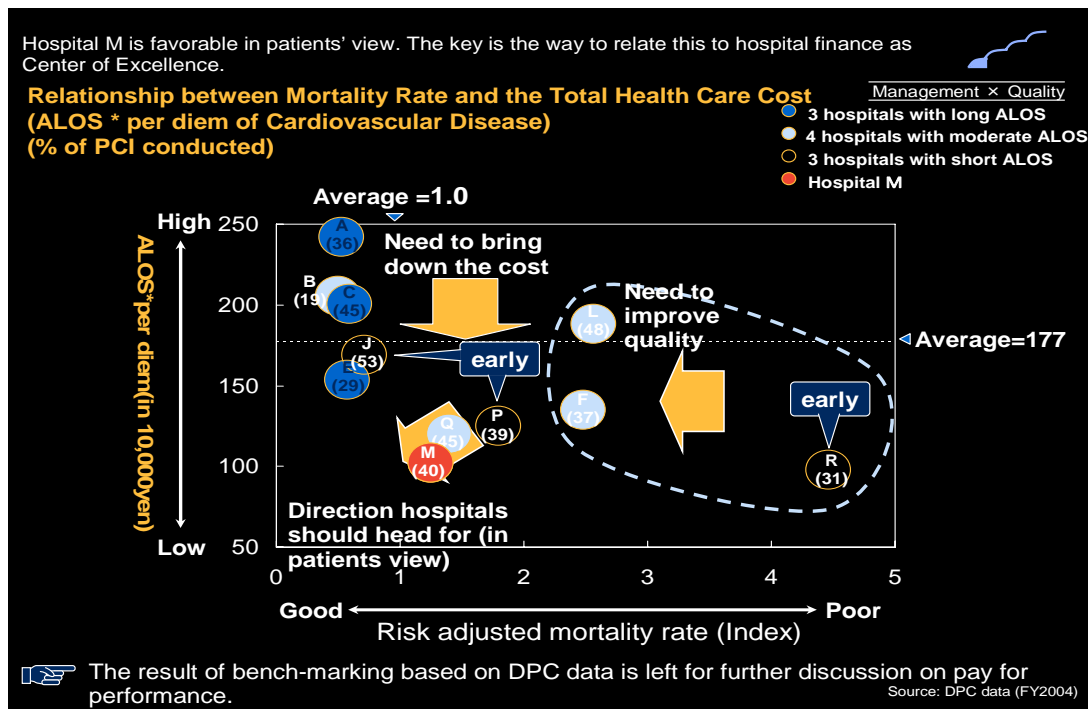 Hospital M is favorable in patients' view. The key is the way to relate this to hospital finance as
Center of Excellence.
Management × Quality
Relationship between Mortality Rate and the Total Health Care Cost
(ALOS * per diem of Cardiovascular Disease)
(% of PCI conducted)
3 hospitals with long ALOS
4 hospitals with moderate ALOS
3 hospitals with short ALOS
Hospital M
Average =1.0
High
Low
ALOS*per diem(in 10,000yen)
250
200
150
100
50
A
(36)
B
(19)
C
(45)
J
(53)
E
(29)
Need to bring
down the cost
early
Q
(45)
M
(40)
P
(39)
L
(48)
F
(37)
Need to
improve
quality
early
R
(31)
Average=177
Direction hospitals
should head for (in
patients view)
0
1
2
3
4
5
Good
Poor
Risk adjusted mortality rate (Index)
The result of bench-marking based on DPC data is left for further discussion on pay for
performance.
Source: DPC data (FY2004)